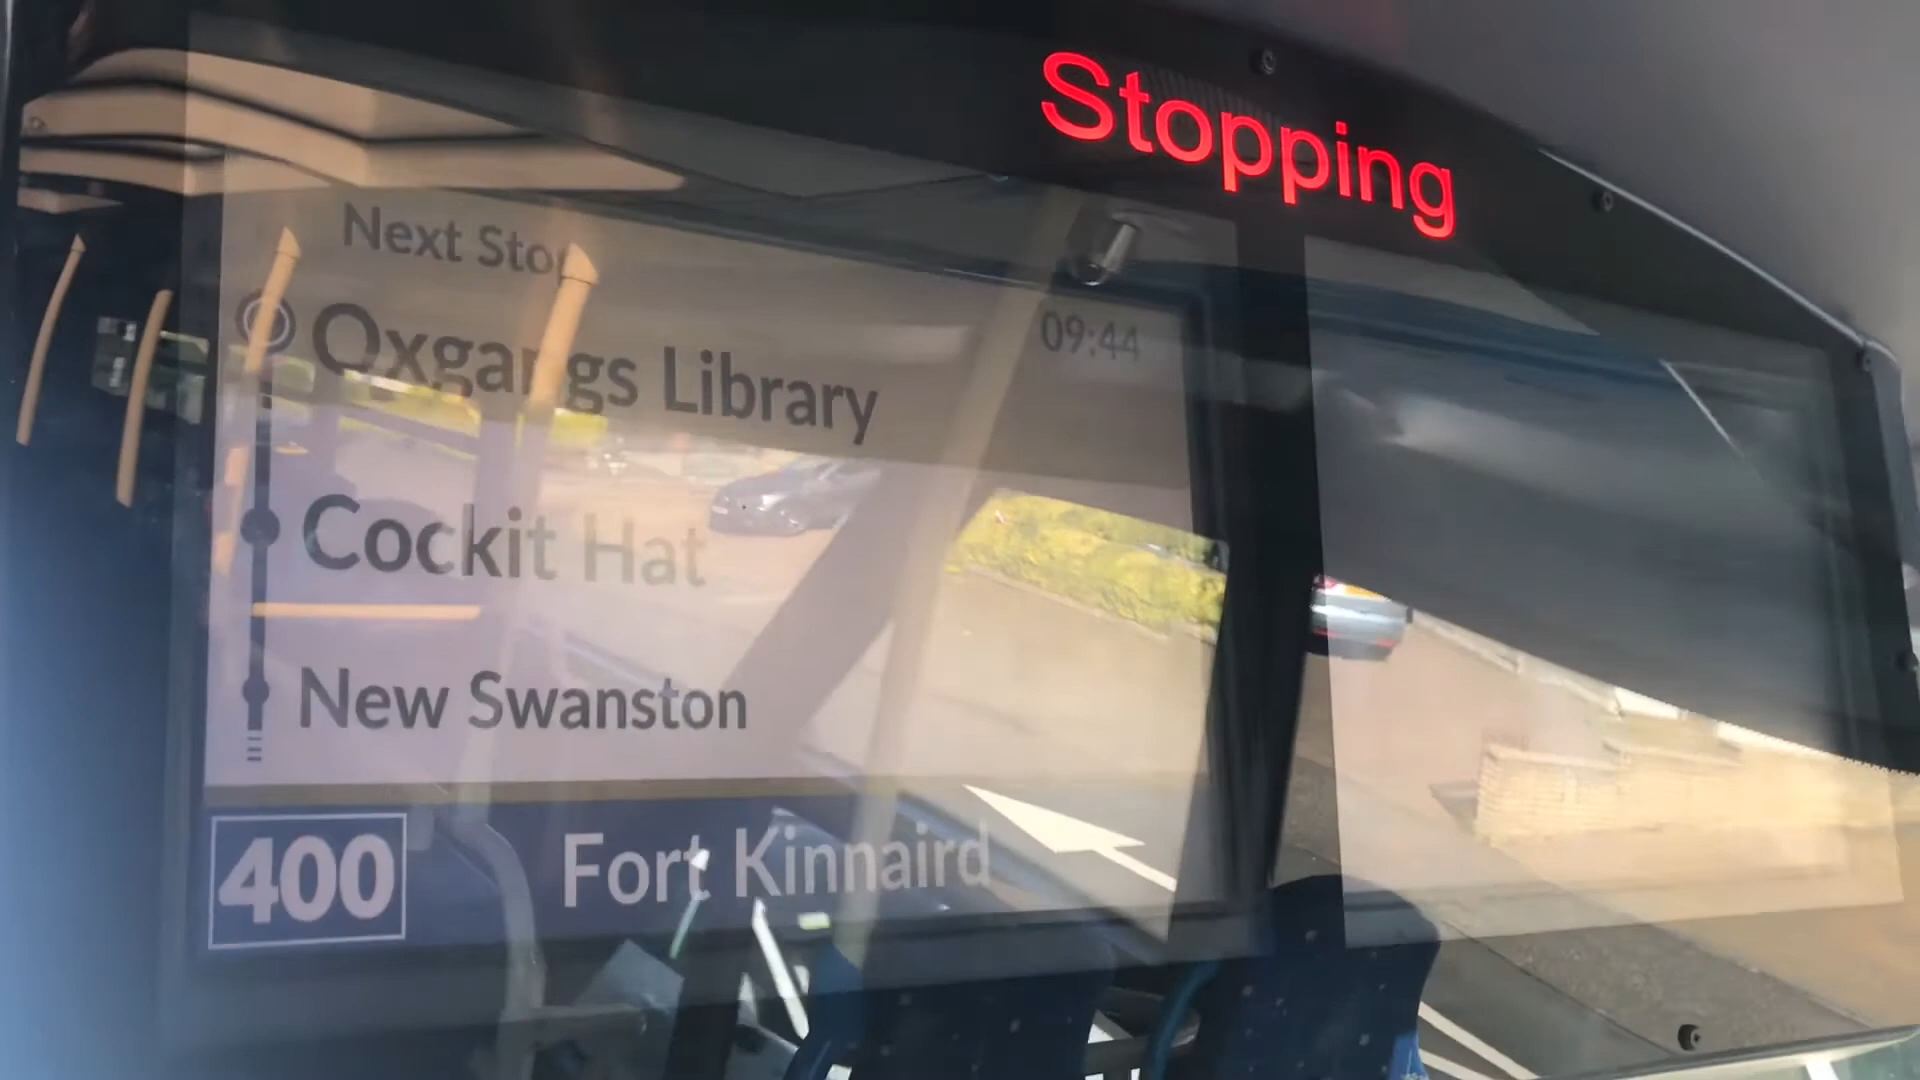 Stopping
Next Stop
09:44
Oxgangs Library
Cockit Hat
New Swanston
400 Fort Kinnaird